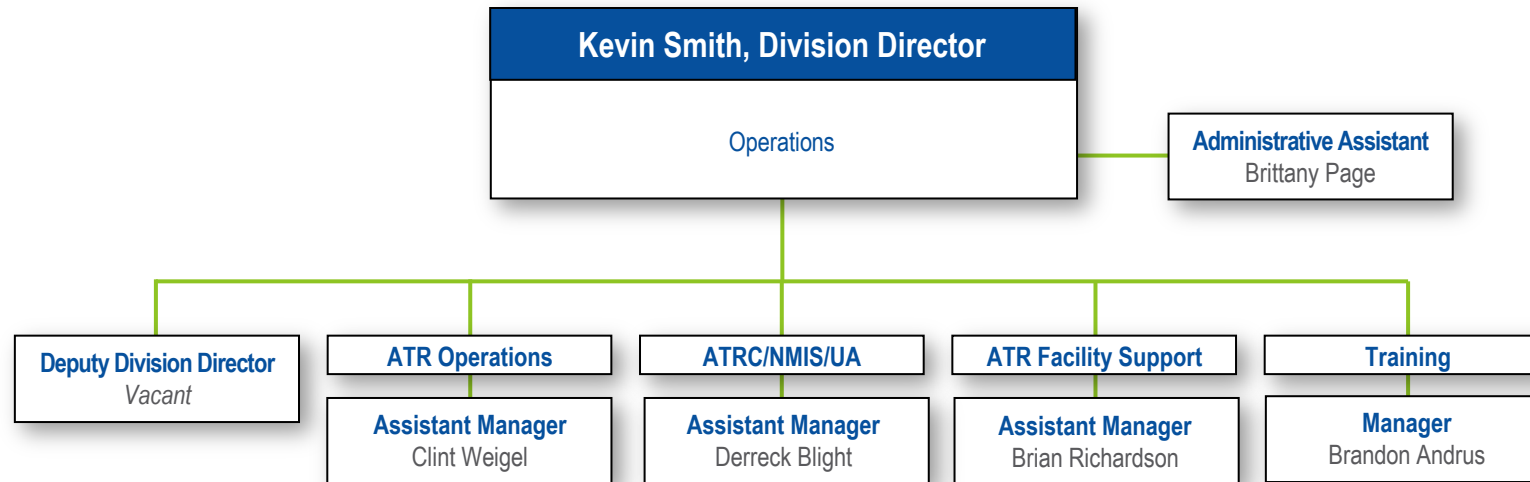 Kevin Smith, Division Director
Operations
Administrative Assistant
Brittany Page
Deputy Division Director
Vacant
ATR Operations
Assistant Manager
Clint Weigel
ATRC/NMIS/UA
Assistant Manager
Derreck Blight
ATR Facility Support
Assistant Manager
Brian Richardson
Training
Manager
Brandon Andrus